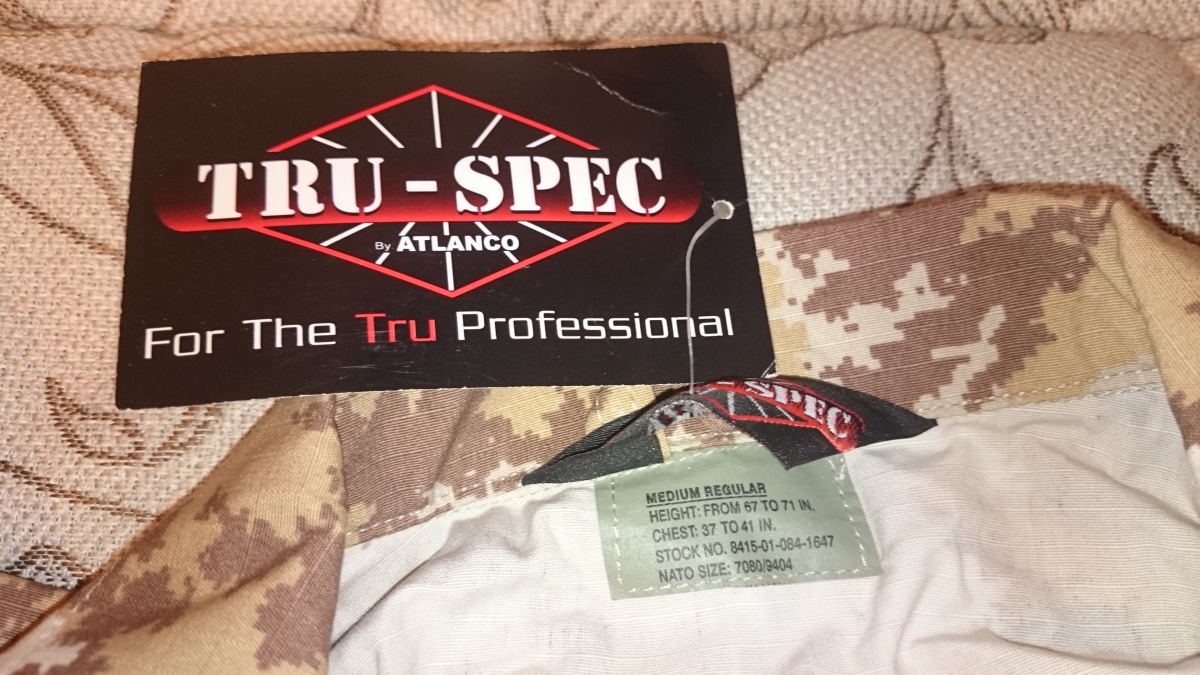 TRU-SPEC
By ATLANCO
For The Tru Professional
-SPEC
MEDIUM REGULAR
HEIGHT: FROM 67 TO 71 IN.
CHEST: 37 TO 41 IN.
STOCK NO. 8415-01-084-1647
NATO SIZE: 7080/9404